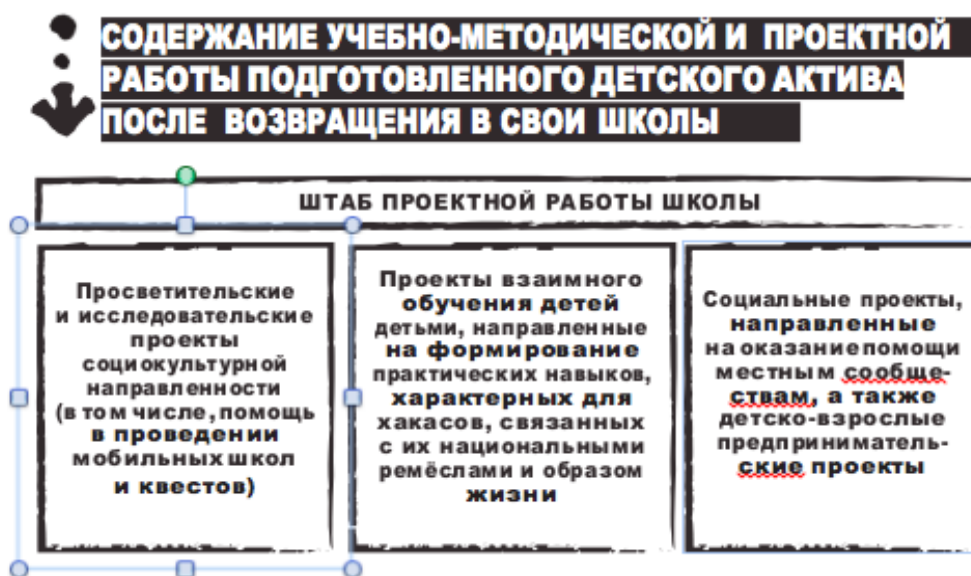 СОДЕРЖАНИЕ УЧЕБНО-МЕТОДИЧЕСКОЙ И ПРОЕКТНОЙ
РАБОТЫ ПОДГОТОВЛЕННОГО ДЕТСКОГО АКТИВА
ПОСЛЕ ВОЗВРАЩЕНИЯ В СВОИ ШКОЛЫ
ШТАБ ПРОЕКТНОЙ РАБОТЫ ШКОЛЫ
Просветительские
и исследовательские
проекты
социокультурной
направленности
(в том числе, помощь
в проведении
мобильных школ
и квестов)
Проекты взаимного
обучения детей
детьми, направленные
на формирование
практических навыков,
характерных для
хакасов, связанных
с их национальными
ремёслами и образом
жизни
Социальные проекты,
направленные
на оказание помощи
местным сообще-
ствам, а также
детско-взрослые
предприниматель-
ские проекты